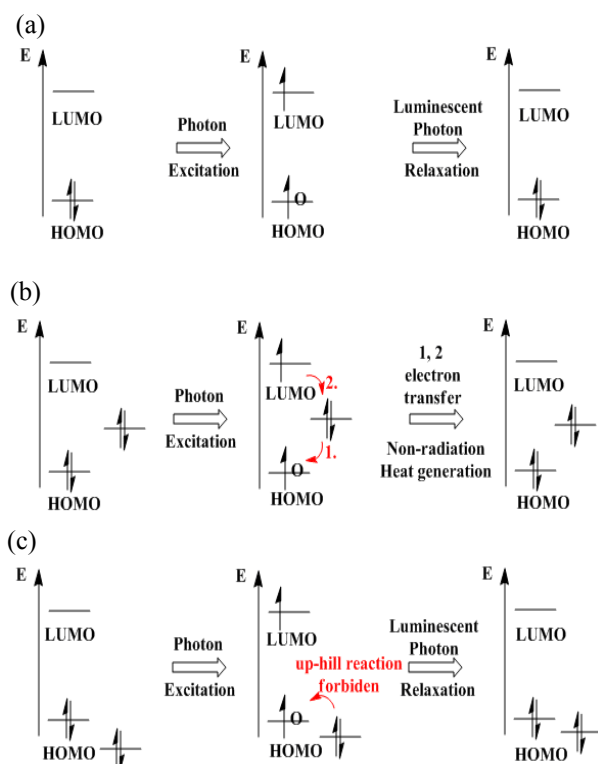 (a)
E
LUMO
HOMO
Photon
Excitation
E
LUMO
O
HOMO
Luminescent
Photon
Relaxation
E
LUMO
HOMO
(b)
E
LUMO
HOMO
Photon
Excitation
E
LUMO
2.
1.
O
HOMO
1, 2
electron
transfer
Non-radiation
Heat generation
E
LUMO
HOMO
(c)
E
LUMO
HOMO
Photon
Excitation
E
LUMO
up-hill reaction
forbiden
O
HOMO
Luminescent
Photon
Relaxation
E
LUMO
HOMO